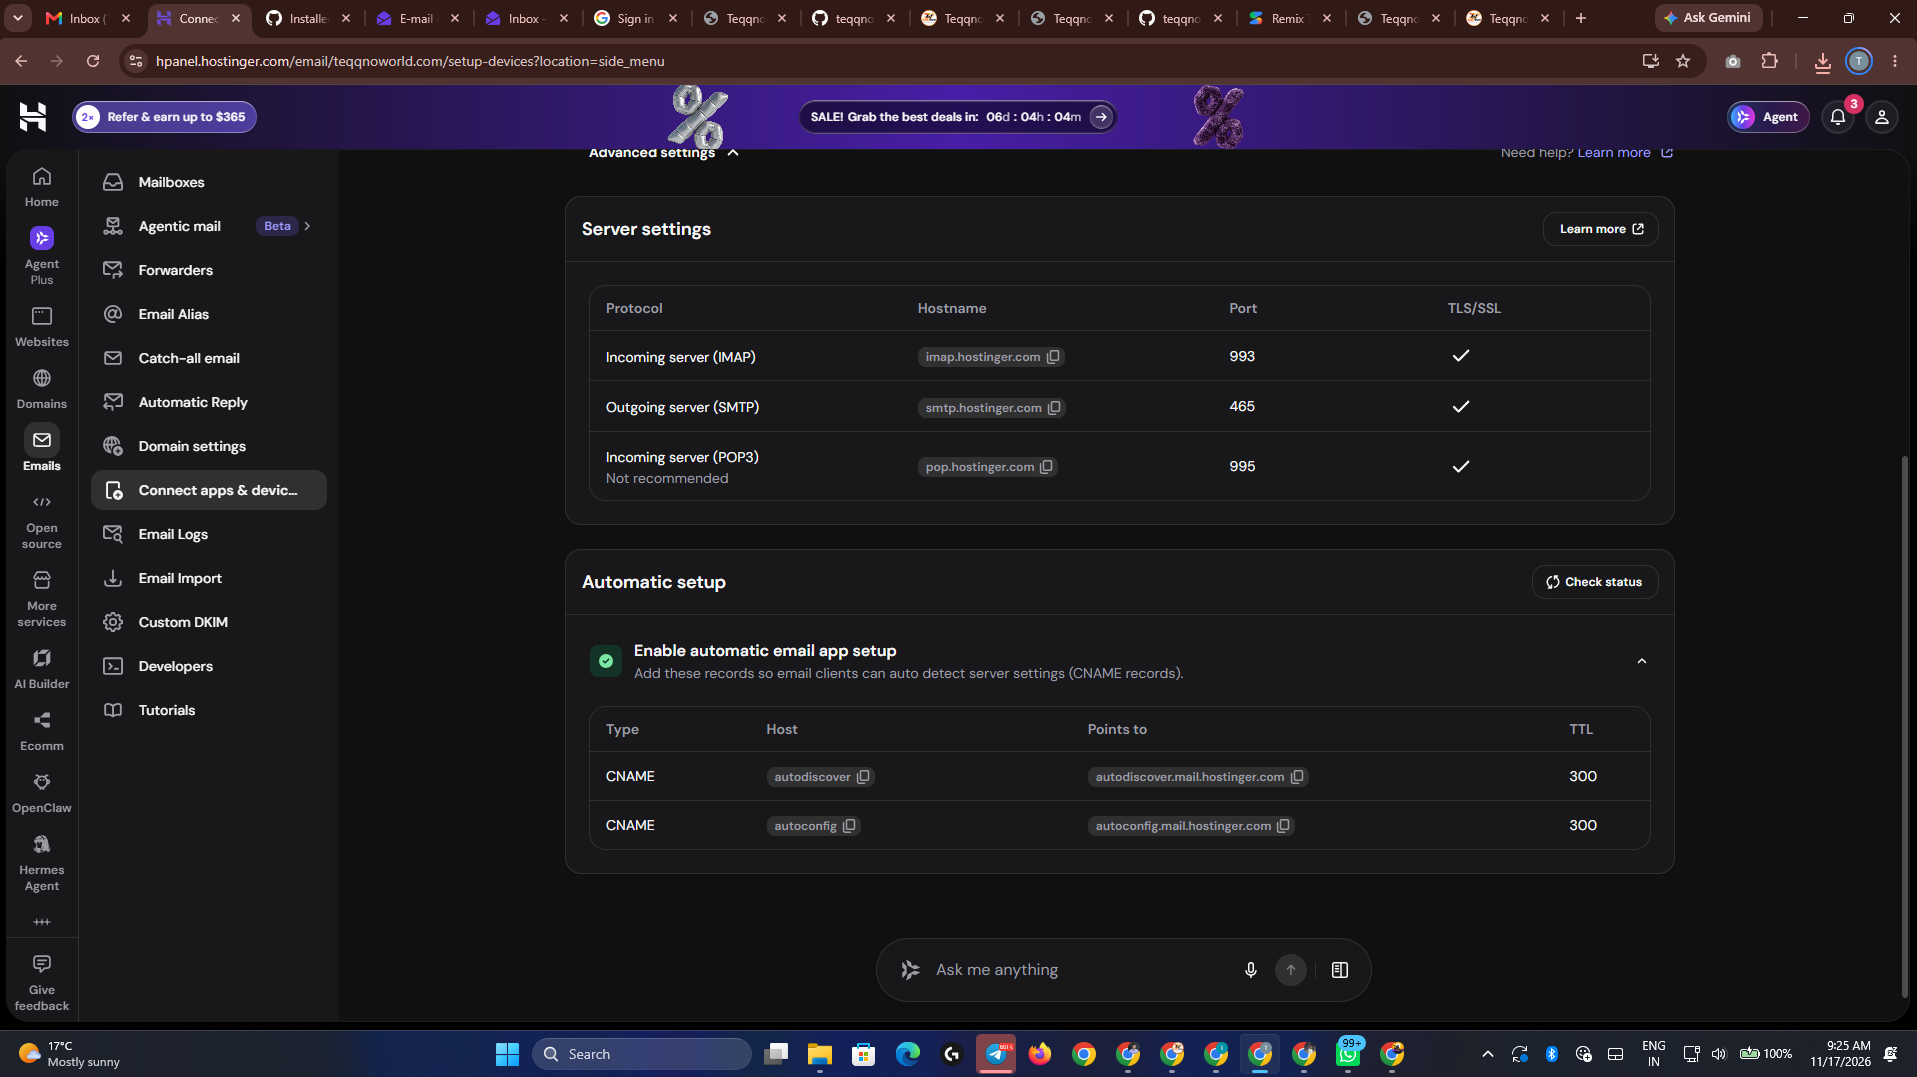 Inbox (
Connec
Installe
E-mail
Inbox -
Sign in
Teqqno
teqqno
Teqqno
Teqqno
teqqno
Remix T
Teqqno
Teqqno
Ask Gemini
hpanel.hostinger.com/email/teqqnoworld.com/setup-devices?location=side_menu
T
2× Refer & earn up to $365
SALE! Grab the best deals in: 06d : 04h : 04m
Agent
3
Home
Agent
Plus
Websites
Domains
Emails
Open
source
More
services
AI Builder
Ecomm
OpenClaw
Hermes
Agent
Give
feedback
Mailboxes
Agentic mail Beta
Forwarders
Email Alias
Catch-all email
Automatic Reply
Domain settings
Connect apps & devic...
Email Logs
Email Import
Custom DKIM
Developers
Tutorials
Advanced settings
Need help? Learn more
Server settings
Learn more
Protocol Hostname Port TLS/SSL
Incoming server (IMAP) imap.hostinger.com 993
Outgoing server (SMTP) smtp.hostinger.com 465
Incoming server (POP3) pop.hostinger.com 995
Not recommended
Automatic setup
Check status
Enable automatic email app setup
Add these records so email clients can auto detect server settings (CNAME records).
Type Host Points to TTL
CNAME autodiscover autodiscover.mail.hostinger.com 300
CNAME autoconfig autoconfig.mail.hostinger.com 300
Ask me anything
17°C
Mostly sunny
Search
99+
ENG
IN
100%
9:25 AM
11/17/2026